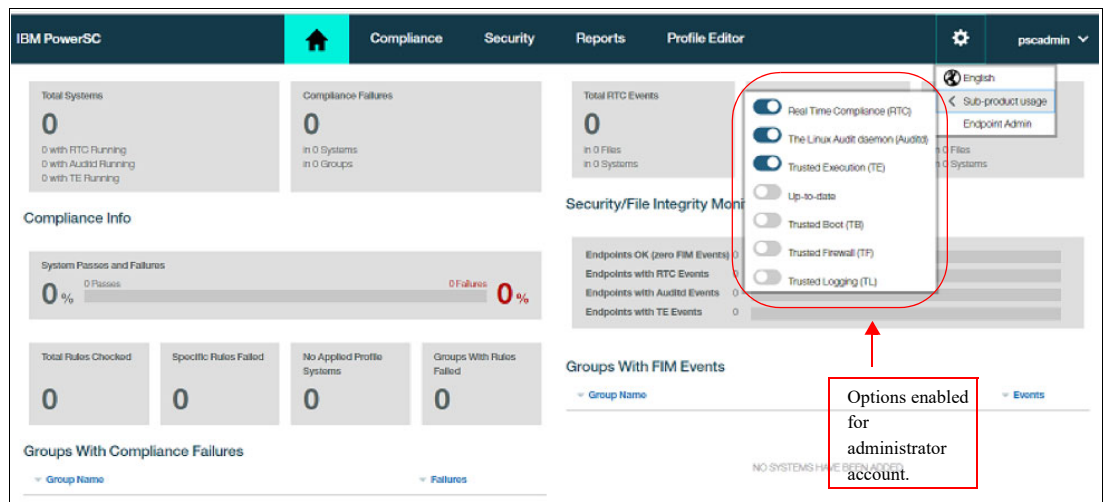 IBM PowerSC
Compliance
Security
Reports
Profile Editor
pscadmin
English
Sub-product usage
Endpoint Admin
Total Systems
0
0 with RTC Running
0 with Auditd Running
0 with TE Running
Compliance Failures
0
in 0 Systems
in 0 Groups
Total RTC Events
0
in 0 Files
in 0 Systems
0 Files
0 Systems
Real Time Compliance (RTC)
The Linux Audit daemon (Auditd)
Trusted Execution (TE)
Up-to-date
Trusted Boot (TB)
Trusted Firewall (TF)
Trusted Logging (TL)
Compliance Info
System Passes and Failures
0 %
0 Passes
0 Failures
0 %
Total Rules Checked
0
Specific Rules Failed
0
No Applied Profile
Systems
0
Groups With Rules
Failed
0
Groups With Compliance Failures
Group Name
Failures
Security/File Integrity Moni
Endpoints OK (zero FIM Events) 0
Endpoints with RTC Events 0
Endpoints with Auditd Events 0
Endpoints with TE Events 0
Groups With FIM Events
Group Name
Events
NO SYSTEMS HAVE BEEN ADDED
Options enabled
for
administrator
account.